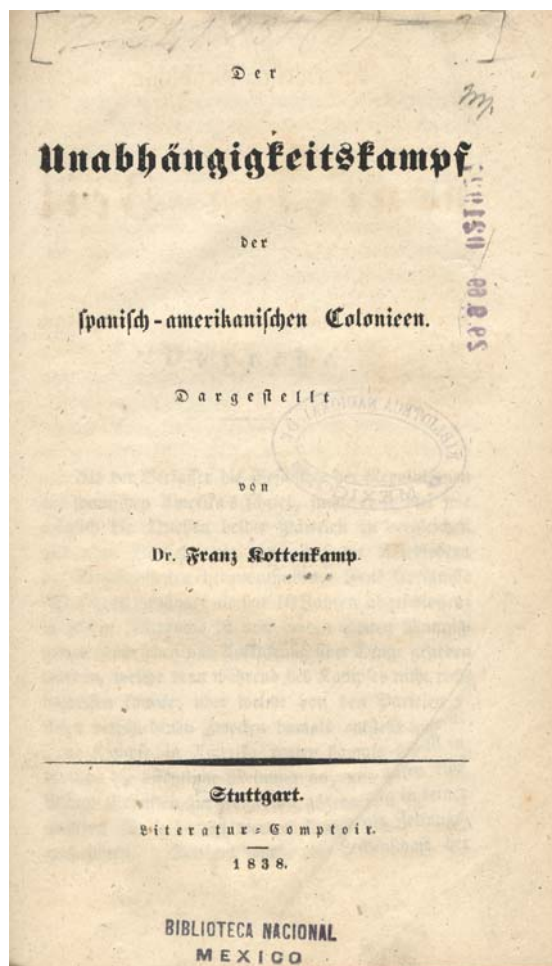 Der
Unabhängigkeitskampf
der
spanisch-amerikanischen Colonieen.
Dargestellt
von
Dr. Franz Kottenkamp.
Stuttgart.
Literatur-Comptoir.
1838.
BIBLIOTECA NACIONAL
MEXICO